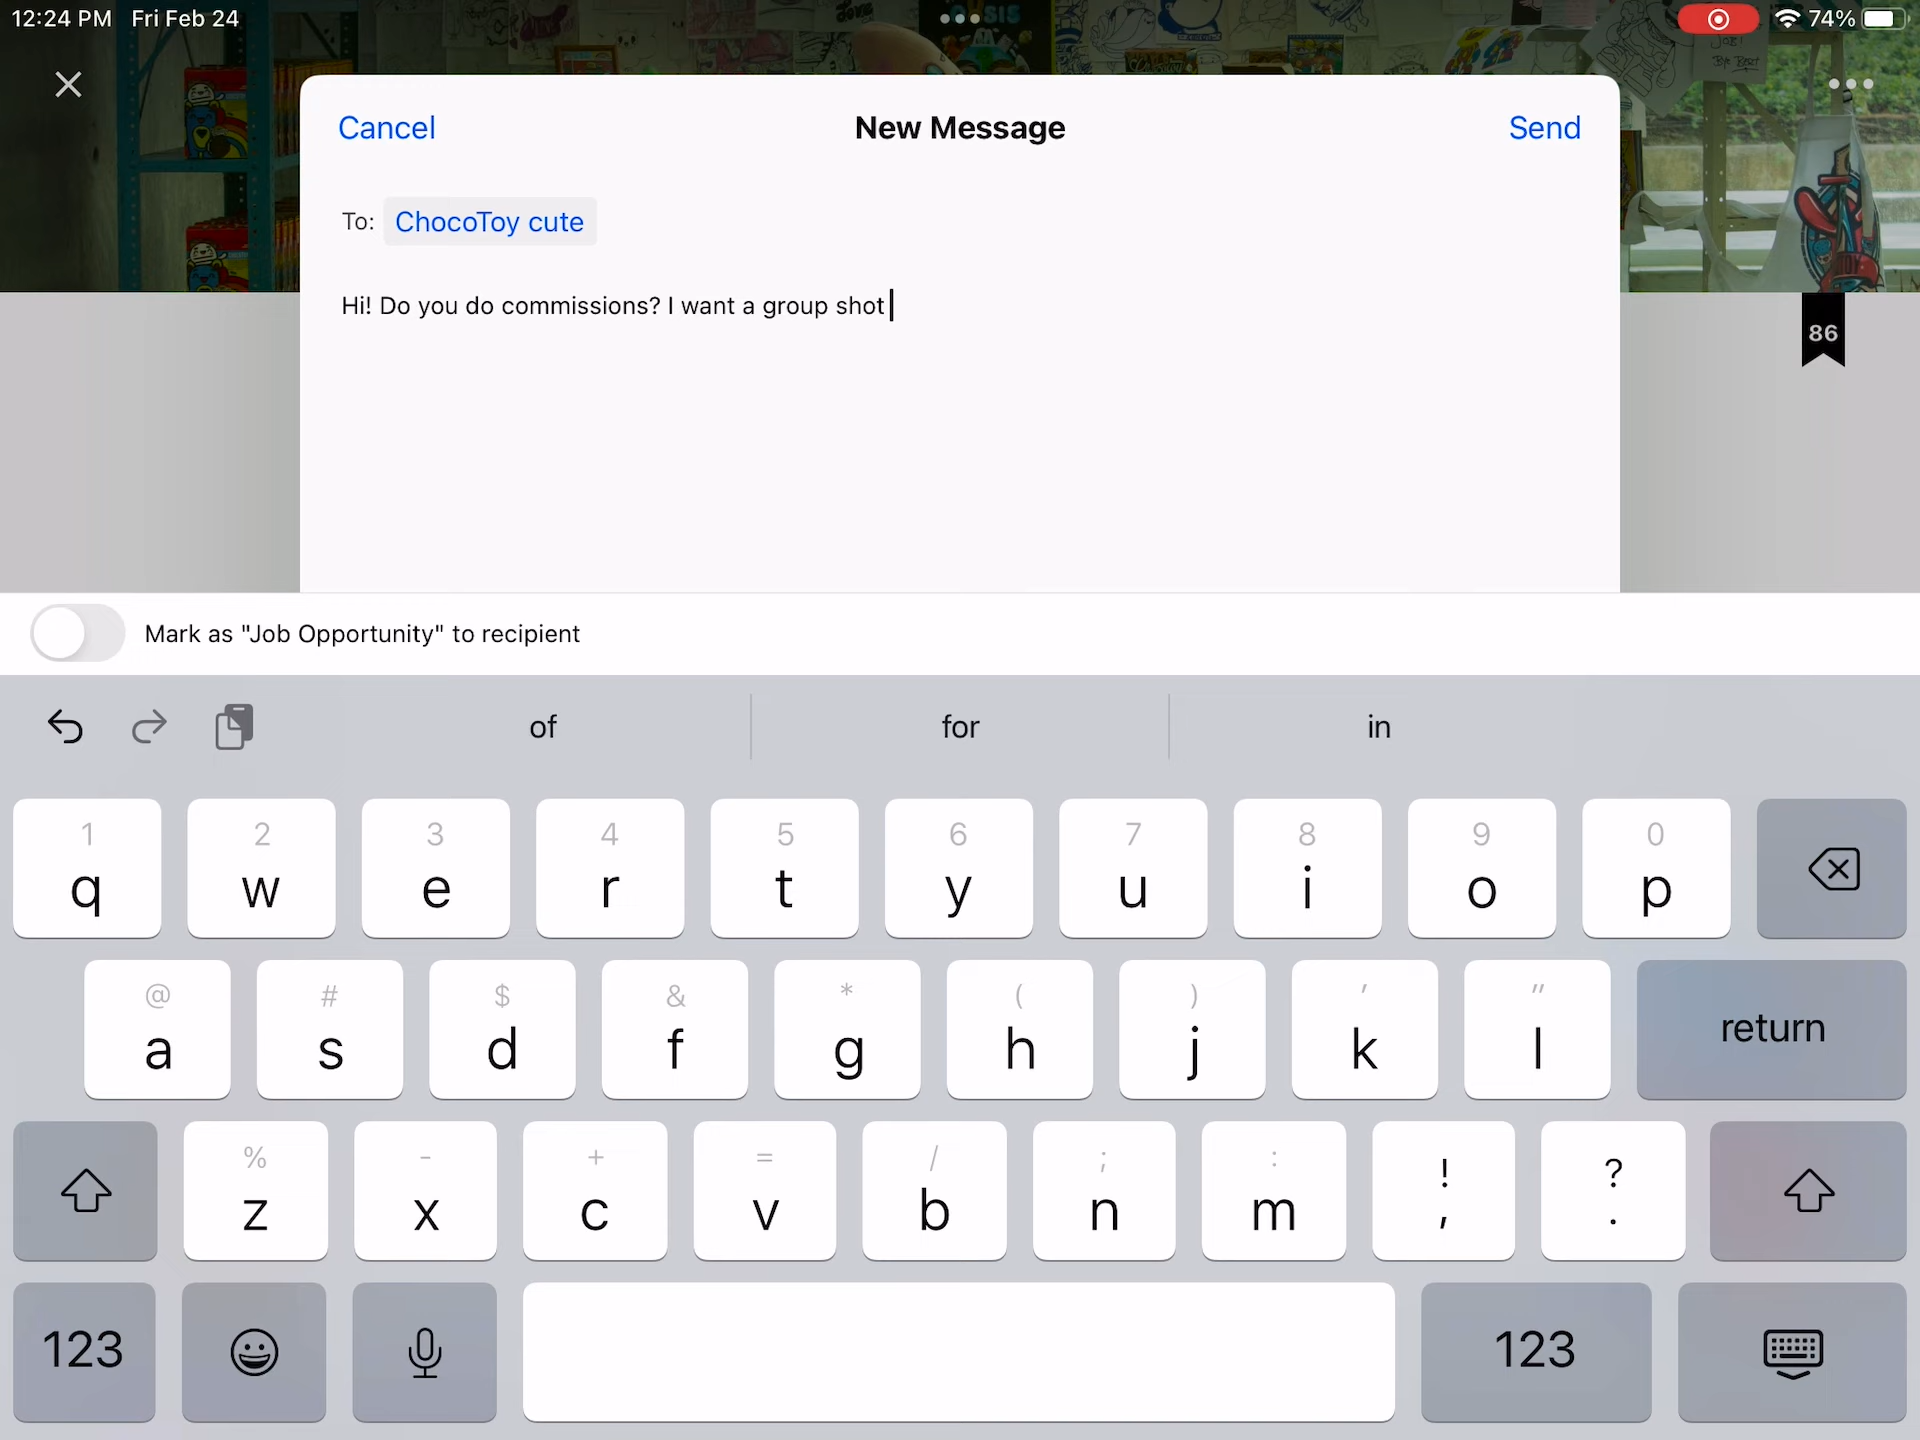 12:24 PM Fri Feb 24
74%
Cancel
New Message
Send
To: ChocoToy cute
Hi! Do you do commissions? I want a group shot
86
Mark as "Job Opportunity" to recipient
of
for
in
1 2 3 4 5 6 7 8 9 0
q w e r t y u i o p
@ # $ & * ( ) ' "
a s d f g h j k l return
% - + = / ; : ! ?
z x c v b n m , .
123
123